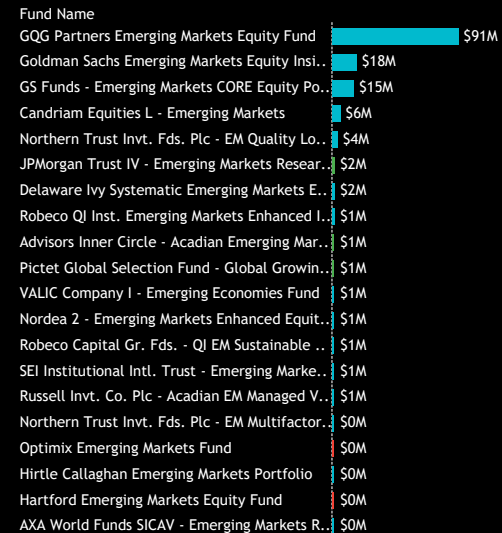 Fund Name
GQG Partners Emerging Markets Equity Fund $91M
Goldman Sachs Emerging Markets Equity Insi.. $18M
GS Funds - Emerging Markets CORE Equity Po.. $15M
Candriam Equities L - Emerging Markets $6M
Northern Trust Invt. Fds. Plc - EM Quality Lo.. $4M
JPMorgan Trust IV - Emerging Markets Resear.. $2M
Delaware Ivy Systematic Emerging Markets E.. $2M
Robeco QI Inst. Emerging Markets Enhanced I.. $1M
Advisors Inner Circle - Acadian Emerging Mar.. $1M
Pictet Global Selection Fund - Global Growin.. $1M
VALIC Company I - Emerging Economies Fund $1M
Nordea 2 - Emerging Markets Enhanced Equit.. $1M
Robeco Capital Gr. Fds. - QI EM Sustainable .. $1M
SEI Institutional Intl. Trust - Emerging Marke.. $1M
Russell Invt. Co. Plc - Acadian EM Managed V.. $1M
Northern Trust Invt. Fds. Plc - EM Multifactor.. $0M
Optimix Emerging Markets Fund $0M
Hirtle Callaghan Emerging Markets Portfolio $0M
Hartford Emerging Markets Equity Fund $0M
AXA World Funds SICAV - Emerging Markets R.. $0M